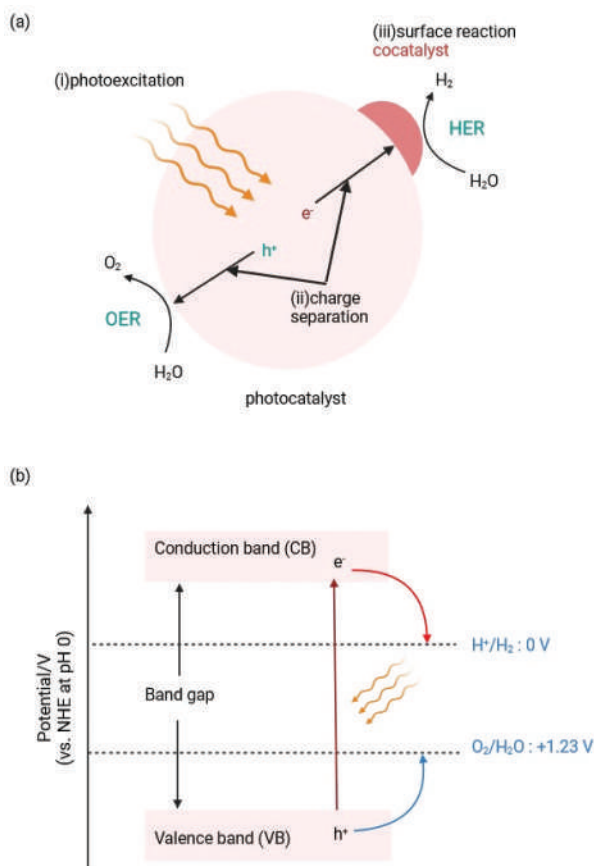 (a)
(iii)surface reaction
cocatalyst
H₂
(i)photoexcitation
HER
H₂O
e⁻
h⁺
O₂
(ii)charge
separation
OER
H₂O
photocatalyst
(b)
Conduction band (CB)
e⁻
H⁺/H₂ : 0 V
Potential/V
(vs. NHE at pH 0)
Band gap
O₂/H₂O : +1.23 V
Valence band (VB)
h⁺